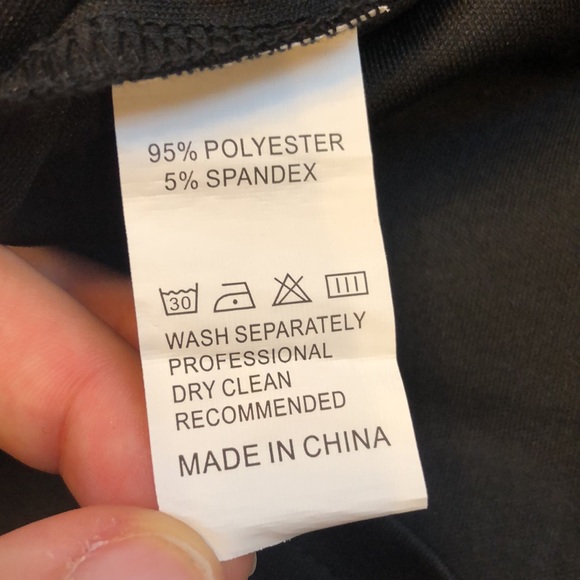 95% POLYESTER
5% SPANDEX
30
WASH SEPARATELY
PROFESSIONAL
DRY CLEAN
RECOMMENDED
MADE IN CHINA